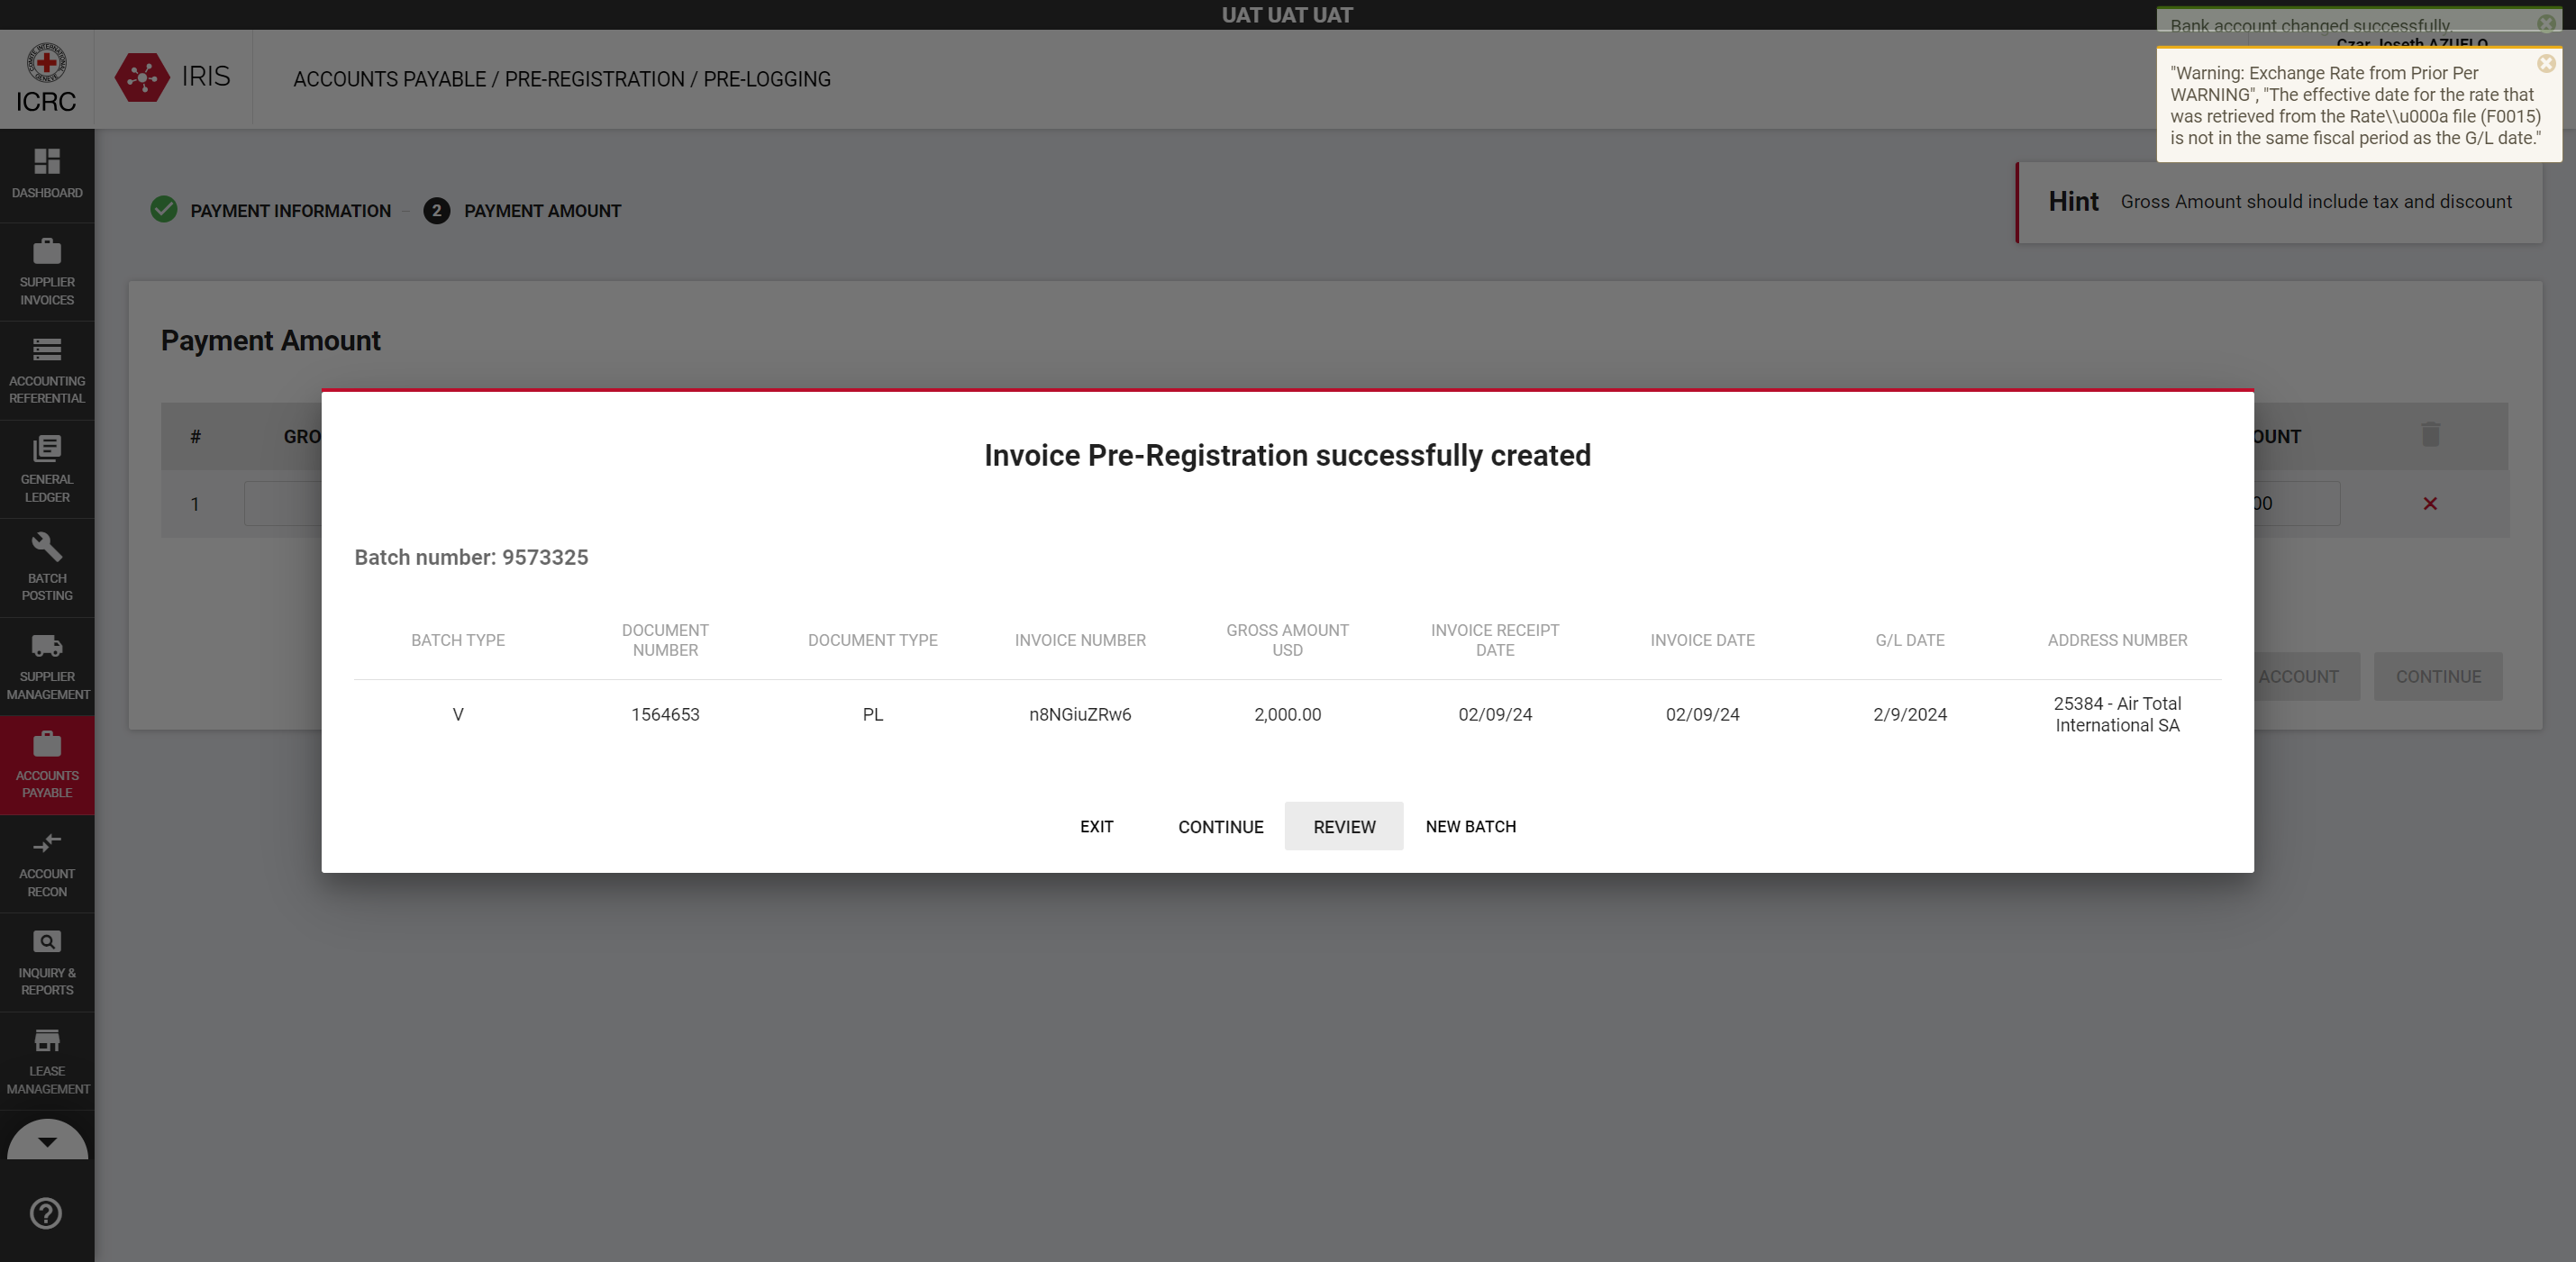 UAT UAT UAT
Bank account changed successfully.
ICRC
IRIS
ACCOUNTS PAYABLE / PRE-REGISTRATION / PRE-LOGGING
"Warning: Exchange Rate from Prior Per
WARNING", "The effective date for the rate that
was retrieved from the Rate\\u000a file (F0015)
is not in the same fiscal period as the G/L date."
DASHBOARD
SUPPLIER
INVOICES
ACCOUNTING
REFERENTIAL
GENERAL
LEDGER
BATCH
POSTING
SUPPLIER
MANAGEMENT
ACCOUNTS
PAYABLE
ACCOUNT
RECON
INQUIRY &
REPORTS
LEASE
MANAGEMENT
PAYMENT INFORMATION
2 PAYMENT AMOUNT
Hint Gross Amount should include tax and discount
Payment Amount
# GRO OUNT
1 00
ACCOUNT CONTINUE
Invoice Pre-Registration successfully created
Batch number: 9573325
BATCH TYPE DOCUMENT NUMBER DOCUMENT TYPE INVOICE NUMBER GROSS AMOUNT USD INVOICE RECEIPT DATE INVOICE DATE G/L DATE ADDRESS NUMBER
V 1564653 PL n8NGiuZRw6 2,000.00 02/09/24 02/09/24 2/9/2024 25384 - Air Total International SA
EXIT CONTINUE REVIEW NEW BATCH